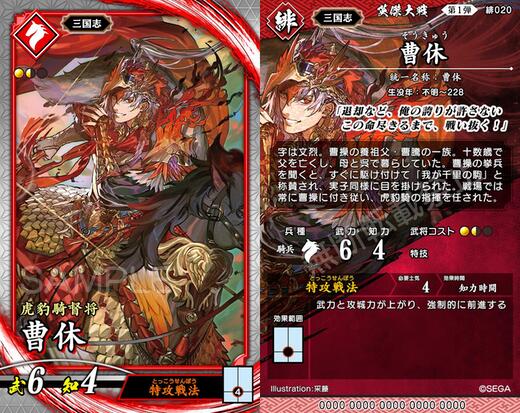 三国志
SAMPLE
虎豹騎督将
曹休
武6 知4
とっこうせんぽう
特攻戦法
4
緋
三国志
英傑大戦
第1弾
緋020
そうきゅう
曹休
統一名称：曹休
生没年：不明～228
「退却など、俺の誇りが許さない
この命尽きるまで、戦い抜く！」
字は文烈。曹操の養祖父・曹騰の一族。十数歳で
父を亡くし、母と呉で暮らしていた。曹操の挙兵
を聞くと、すぐに駆け付けて「我が千里の駒」と
称賛され、実子同様に目を掛けられた。戦場では
常に曹操に付き従い、虎豹騎の指揮を任された。
兵種 武力 知力 武将コスト
騎兵 6 4 特技
とっこうせんぽう 必要士気 効果時間
特攻戦法 4 知力時間
武力と攻城力が上がり、強制的に前進する
効果範囲
Illustration:采藤
©SEGA
0000-0000-0000-0000-0000